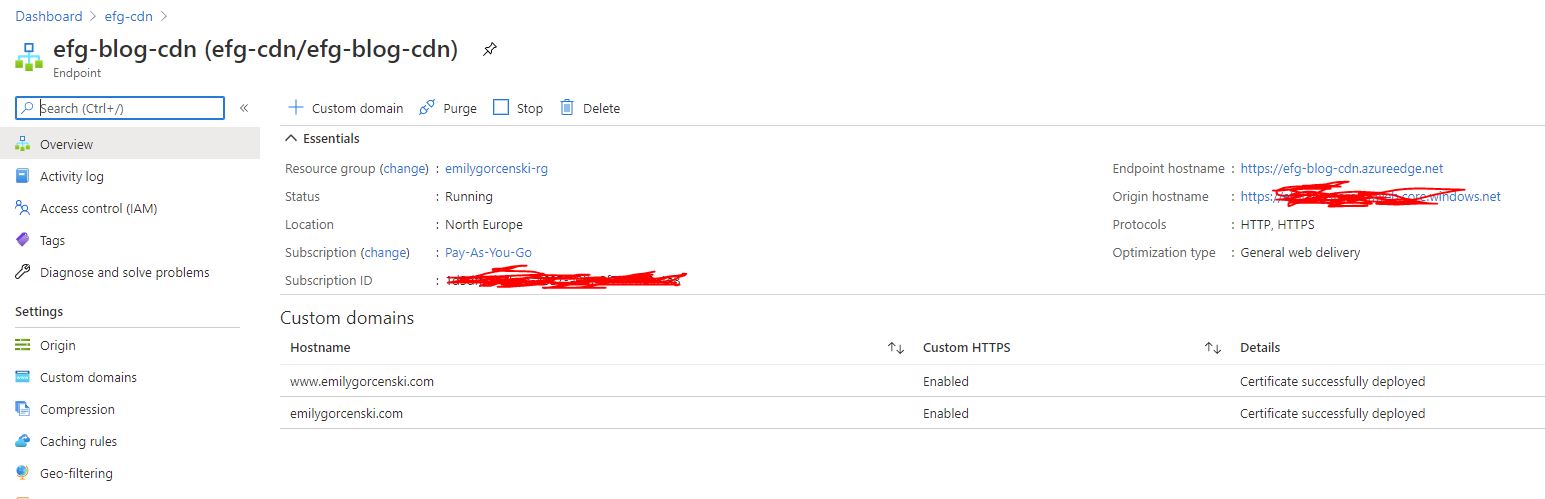 Dashboard > efg-cdn >
efg-blog-cdn (efg-cdn/efg-blog-cdn)
Endpoint
Search (Ctrl+/)
«
Overview
Activity log
Access control (IAM)
Tags
Diagnose and solve problems
Settings
Origin
Custom domains
Compression
Caching rules
Geo-filtering
+ Custom domain Purge Stop Delete
Essentials
Resource group (change) : emilygorcenski-rg
Status : Running
Location : North Europe
Subscription (change) : Pay-As-You-Go
Subscription ID :
Endpoint hostname : https://efg-blog-cdn.azureedge.net
Origin hostname : https:/ .core.windows.net
Protocols : HTTP, HTTPS
Optimization type : General web delivery
Custom domains
Hostname Custom HTTPS Details
www.emilygorcenski.com Enabled Certificate successfully deployed
emilygorcenski.com Enabled Certificate successfully deployed